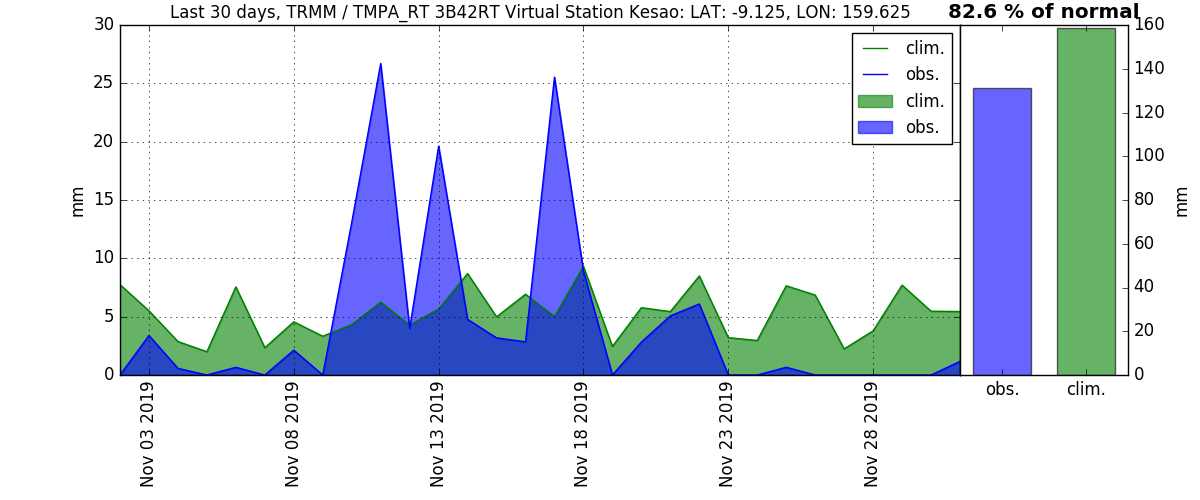 Last 30 days, TRMM / TMPA_RT 3B42RT Virtual Station Kesao: LAT: -9.125, LON: 159.625
82.6 % of normal
30
25
20
15
10
5
0
mm
clim.
obs.
clim.
obs.
Nov 03 2019
Nov 08 2019
Nov 13 2019
Nov 18 2019
Nov 23 2019
Nov 28 2019
160
140
120
100
80
60
40
20
0
mm
obs.
clim.